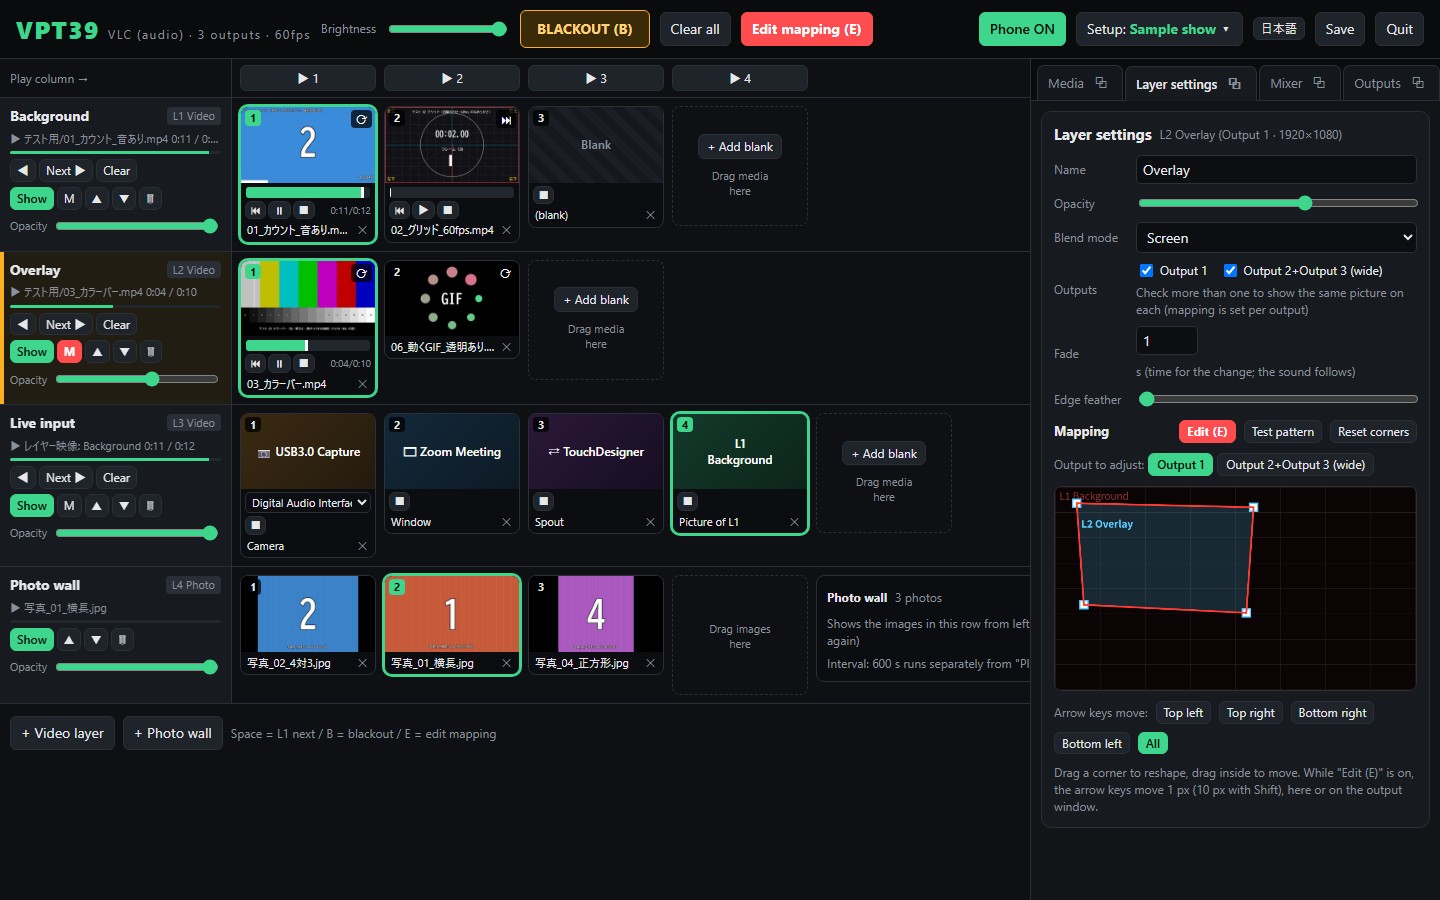 VPT39 VLC (audio) · 3 outputs · 60fps Brightness BLACKOUT (B) Clear all Edit mapping (E) Phone ON Setup: Sample show ▼ 日本語 Save Quit
Play column →
▶ 1 ▶ 2 ▶ 3 ▶ 4
Background L1 Video
▶ テスト用/01_カウント_音あり.mp4 0:11 / 0:...
◀ Next ▶ Clear
Show M ▲ ▼
Opacity
1
2
0:11/0:12
01_カウント_音あり.m...
2
00:02.00
02_グリッド_60fps.mp4
3
Blank
(blank)
+ Add blank
Drag media
here
Overlay L2 Video
▶ テスト用/03_カラーバー.mp4 0:04 / 0:10
◀ Next ▶ Clear
Show M ▲ ▼
Opacity
1
0:04/0:10
03_カラーバー.mp4
2
GIF
06_動くGIF_透明あり....
+ Add blank
Drag media
here
Live input L3 Video
▶ レイヤー映像: Background 0:11 / 0:12
◀ Next ▶ Clear
Show M ▲ ▼
Opacity
1
USB3.0 Capture
Digital Audio Interfac
Camera
2
Zoom Meeting
Window
3
⇄ TouchDesigner
Spout
4
L1
Background
Picture of L1
+ Add blank
Drag media
here
Photo wall L4 Photo
▶ 写真_01_横長.jpg
Show ▲ ▼
Opacity
1
2
写真_02_4対3.jpg
2
1
写真_01_横長.jpg
3
4
写真_04_正方形.jpg
Drag images
here
Photo wall 3 photos
Shows the images in this row from left
again)
Interval: 600 s runs separately from "Pl
+ Video layer + Photo wall Space = L1 next / B = blackout / E = edit mapping
Media Layer settings Mixer Outputs
Layer settings L2 Overlay (Output 1 · 1920×1080)
Name Overlay
Opacity
Blend mode Screen
Outputs
Output 1 Output 2+Output 3 (wide)
Check more than one to show the same picture on
each (mapping is set per output)
Fade 1
s (time for the change; the sound follows)
Edge feather
Mapping Edit (E) Test pattern Reset corners
Output to adjust: Output 1 Output 2+Output 3 (wide)
L1 Background
L2 Overlay
Arrow keys move: Top left Top right Bottom right
Bottom left All
Drag a corner to reshape, drag inside to move. While "Edit (E)" is on,
the arrow keys move 1 px (10 px with Shift), here or on the output
window.